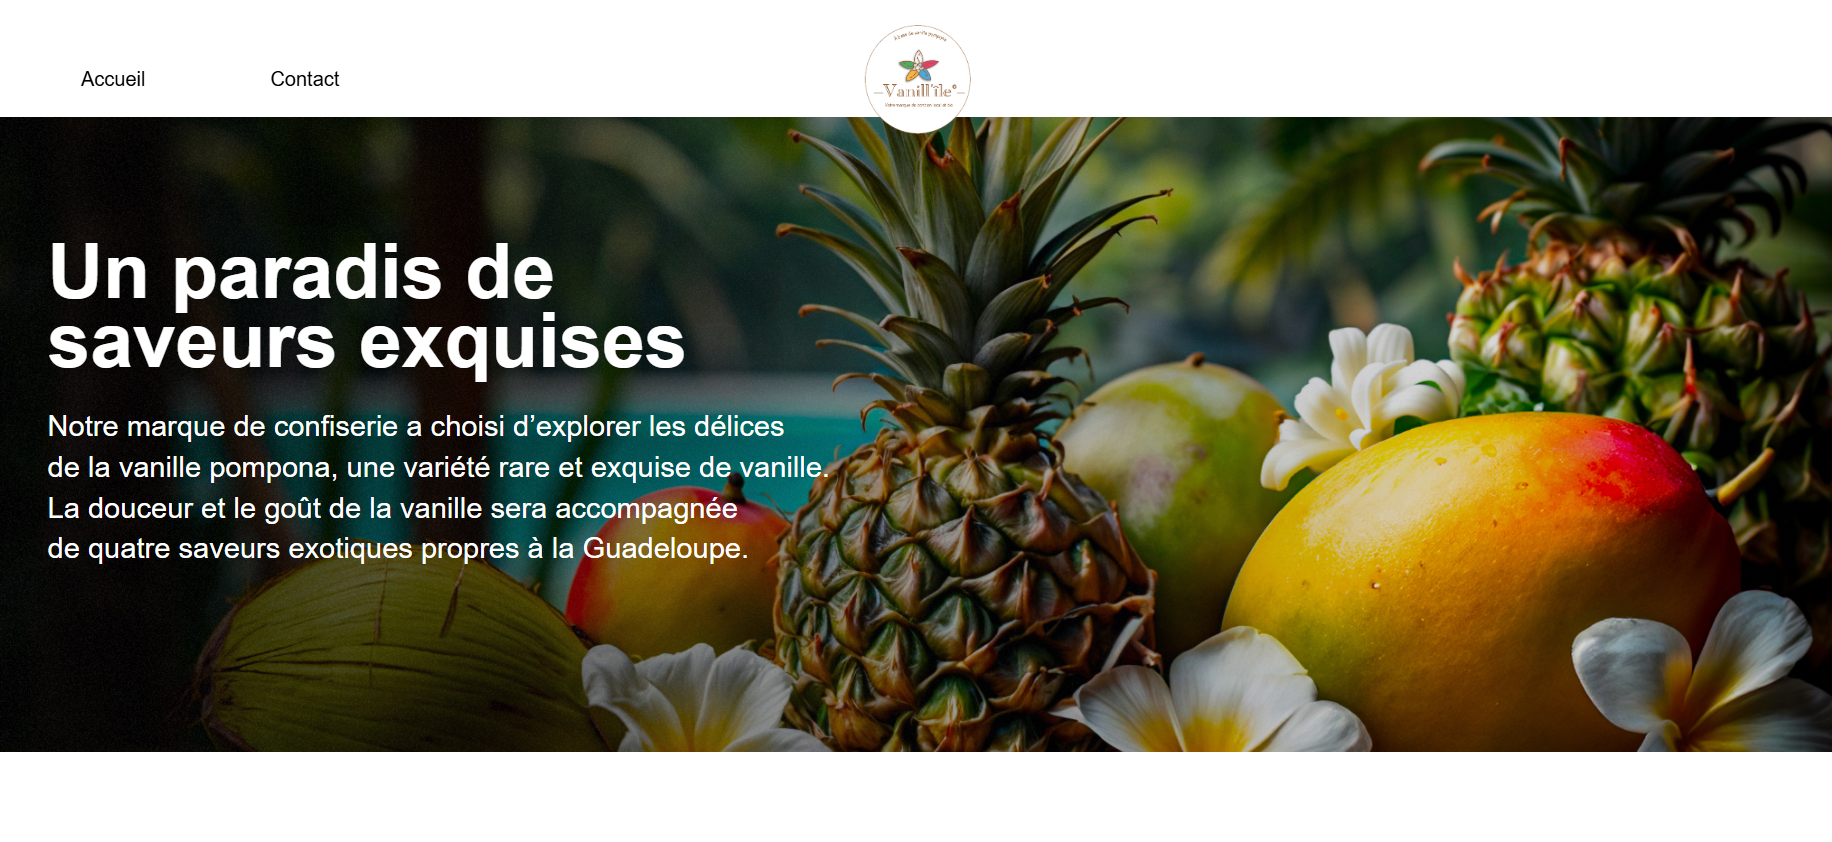 Accueil
Contact
Vanill'île
Un paradis de
saveurs exquises
Notre marque de confiserie a choisi d’explorer les délices
de la vanille pompona, une variété rare et exquise de vanille.
La douceur et le goût de la vanille sera accompagnée
de quatre saveurs exotiques propres à la Guadeloupe.